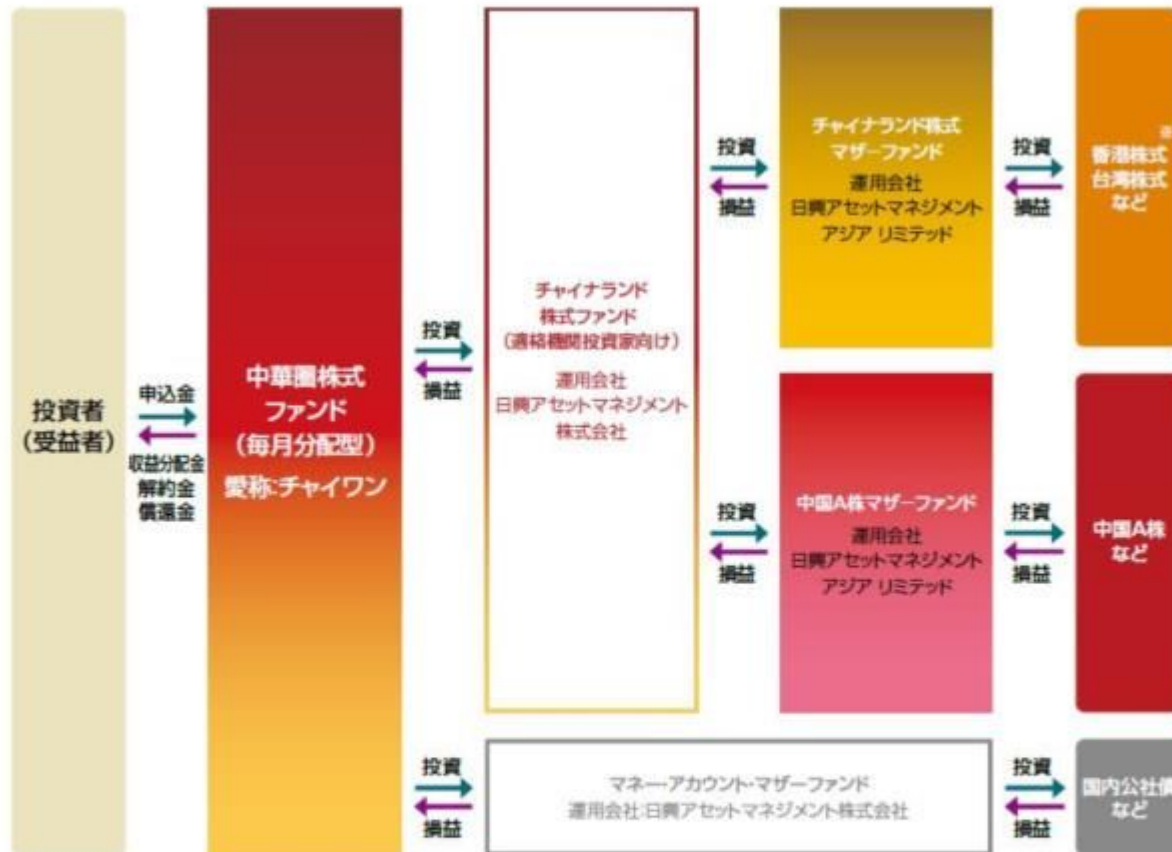 投資者
(受益者)
申込金
収益分配金
解約金
償還金
中華圏株式
ファンド
(毎月分配型)
愛称:チャイワン
投資
損益
チャイナランド
株式ファンド
(適格機関投資家向け)
運用会社
日興アセットマネジメント
株式会社
投資
損益
チャイナランド株式
マザーファンド
運用会社
日興アセットマネジメント
アジア リミテッド
投資
損益
香港株式
台湾株式
など
投資
損益
中国A株マザーファンド
運用会社
日興アセットマネジメント
アジア リミテッド
投資
損益
中国A株
など
投資
損益
マネー・アカウント・マザーファンド
運用会社:日興アセットマネジメント株式会社
投資
損益
国内公社債
など